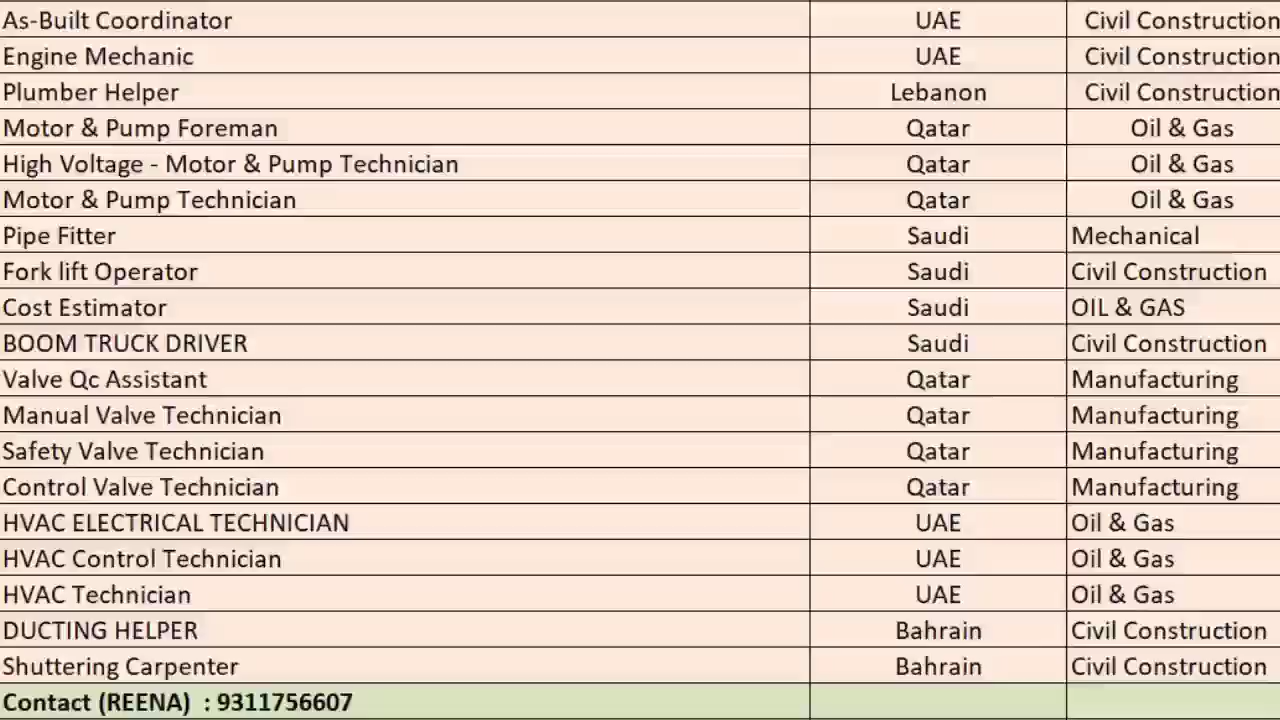 As-Built Coordinator UAE Civil Construction
Engine Mechanic UAE Civil Construction
Plumber Helper Lebanon Civil Construction
Motor & Pump Foreman Qatar Oil & Gas
High Voltage - Motor & Pump Technician Qatar Oil & Gas
Motor & Pump Technician Qatar Oil & Gas
Pipe Fitter Saudi Mechanical
Fork lift Operator Saudi Civil Construction
Cost Estimator Saudi OIL & GAS
BOOM TRUCK DRIVER Saudi Civil Construction
Valve Qc Assistant Qatar Manufacturing
Manual Valve Technician Qatar Manufacturing
Safety Valve Technician Qatar Manufacturing
Control Valve Technician Qatar Manufacturing
HVAC ELECTRICAL TECHNICIAN UAE Oil & Gas
HVAC Control Technician UAE Oil & Gas
HVAC Technician UAE Oil & Gas
DUCTING HELPER Bahrain Civil Construction
Shuttering Carpenter Bahrain Civil Construction
Contact (REENA) : 9311756607